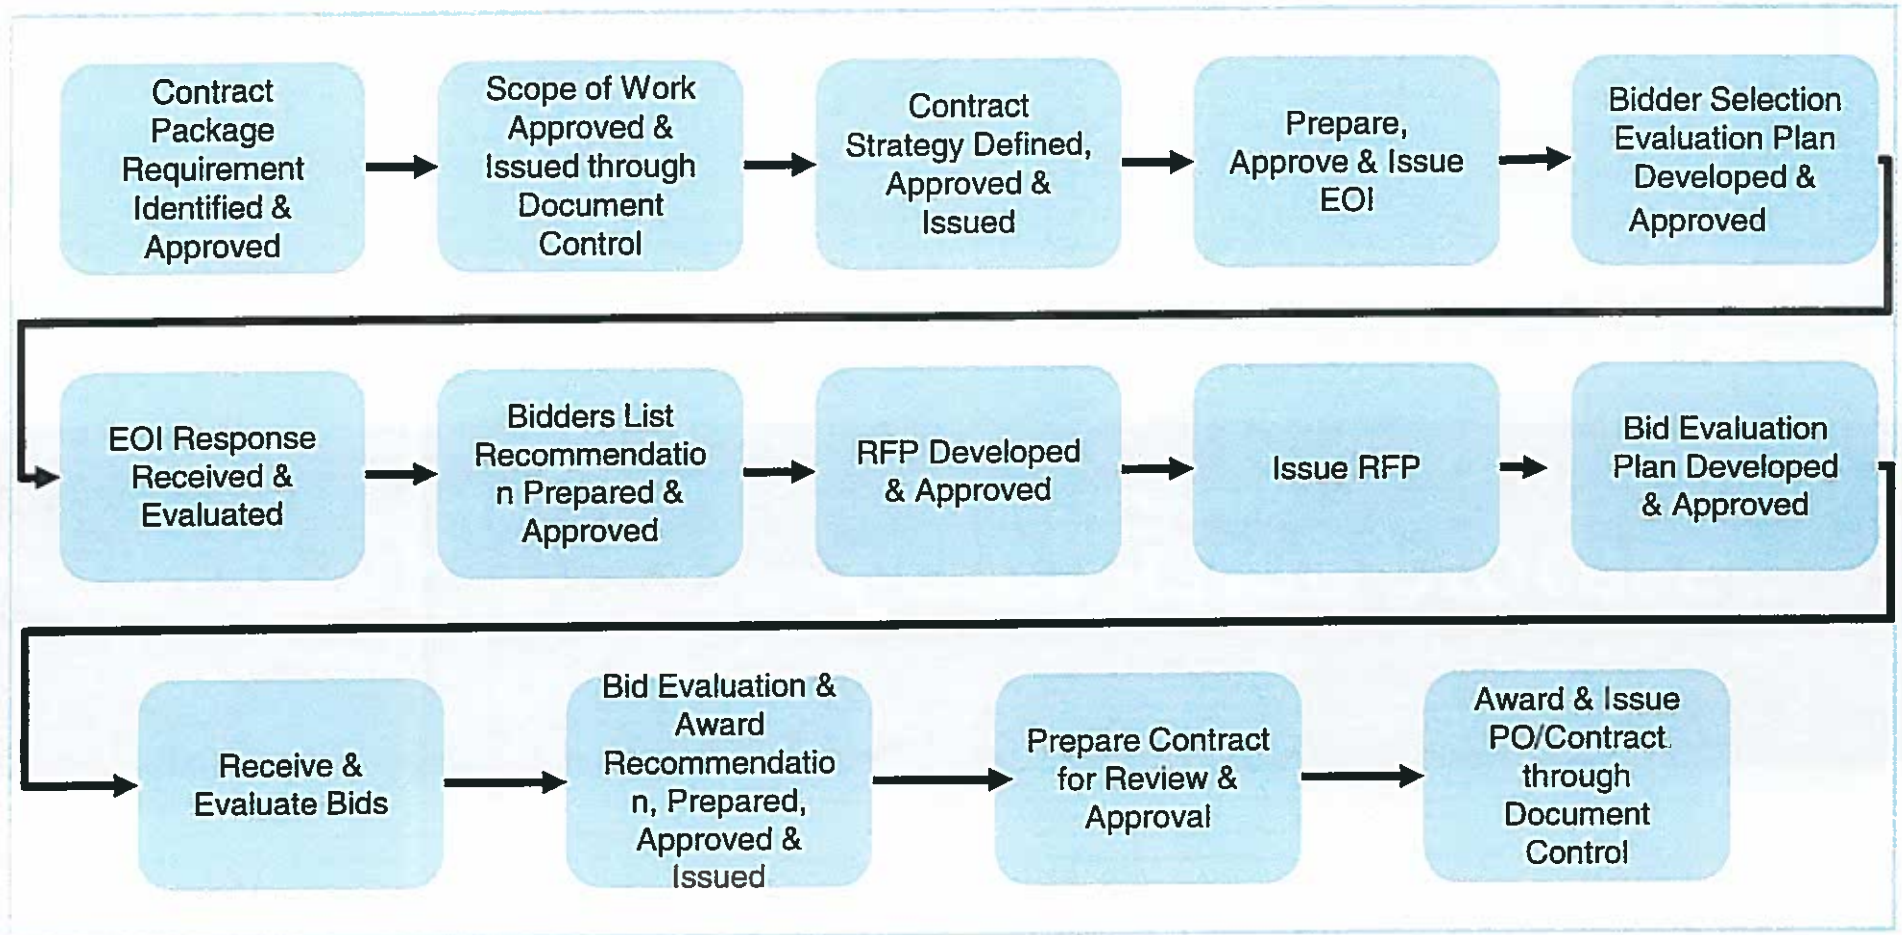 Contract
Package
Requirement
Identified &
Approved
Scope of Work
Approved &
Issued through
Document
Control
Contract
Strategy Defined,
Approved &
Issued
Prepare,
Approve & Issue
EOI
Bidder Selection
Evaluation Plan
Developed &
Approved
EOI Response
Received &
Evaluated
Bidders List
Recommendatio
n Prepared &
Approved
RFP Developed
& Approved
Issue RFP
Bid Evaluation
Plan Developed
& Approved
Receive &
Evaluate Bids
Bid Evaluation &
Award
Recommendatio
n, Prepared,
Approved &
Issued
Prepare Contract
for Review &
Approval
Award & Issue
PO/Contract
through
Document
Control